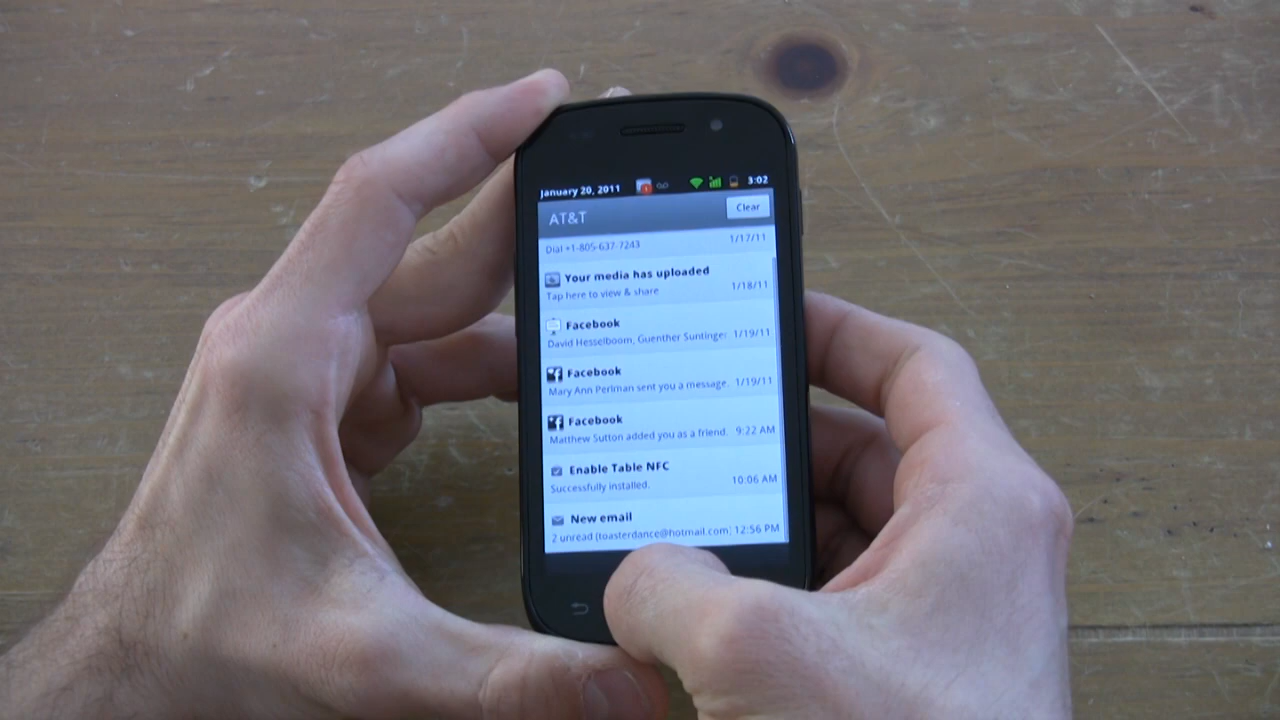 January 20, 2011 3:02
AT&T Clear
Dial +1-805-637-7243 1/17/11
Your media has uploaded
Tap here to view & share 1/18/11
Facebook
David Hesselboom, Guenther Suntinger 1/19/11
Facebook
Mary Ann Perlman sent you a message. 1/19/11
Facebook
Matthew Sutton added you as a friend. 9:22 AM
Enable Table NFC
Successfully installed. 10:06 AM
New email
2 unread (toasterdance@hotmail.com) 12:56 PM